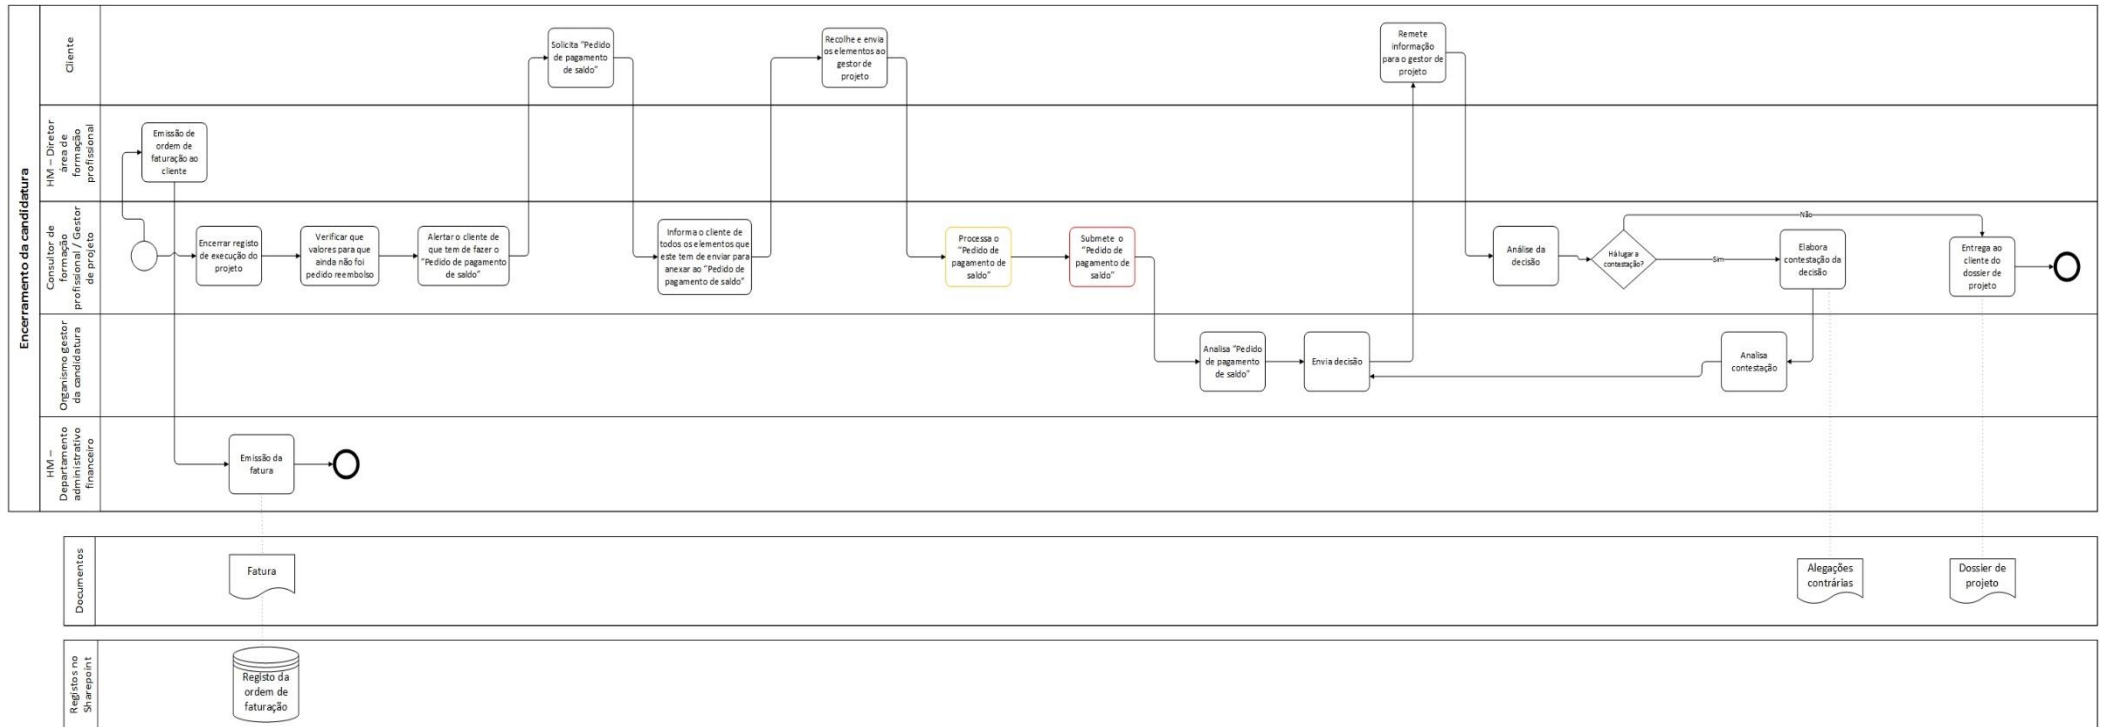 Encerramento da candidatura
Cliente
Solicita "Pedido
de pagamento
de saldo"
Recolhe e envia
os elementos ao
gestor de
projeto
Remete
informação
para o gestor de
projeto
HM – Diretor
área de
formação
profissional
Emissão de
ordem de
faturação ao
cliente
Consultor de
formação
profissional / Gestor
de projeto
Encerrar registo
de execução do
projeto
Verificar que
valores para que
ainda não foi
pedido reembolso
Alertar o cliente de
que tem de fazer o
"Pedido de pagamento
de saldo"
Informa o cliente de
todos os elementos que
este tem de enviar para
anexar ao "Pedido de
pagamento de saldo"
Processa o
"Pedido de
pagamento de
saldo"
Submete o
"Pedido de
pagamento de
saldo"
Análise da
decisão
Há lugar a
contestação?
Não
Sim
Elabora
contestação da
decisão
Entrega ao
cliente do
dossier de
projeto
Organismo gestor
da candidatura
Analisa "Pedido
de pagamento
de saldo"
Envia decisão
Analisa
contestação
HM –
Departamento
administrativo
financeiro
Emissão da
fatura
Documentos
Fatura
Alegações
contrárias
Dossier de
projeto
Registos no
Sharepoint
Registo da
ordem de
faturação